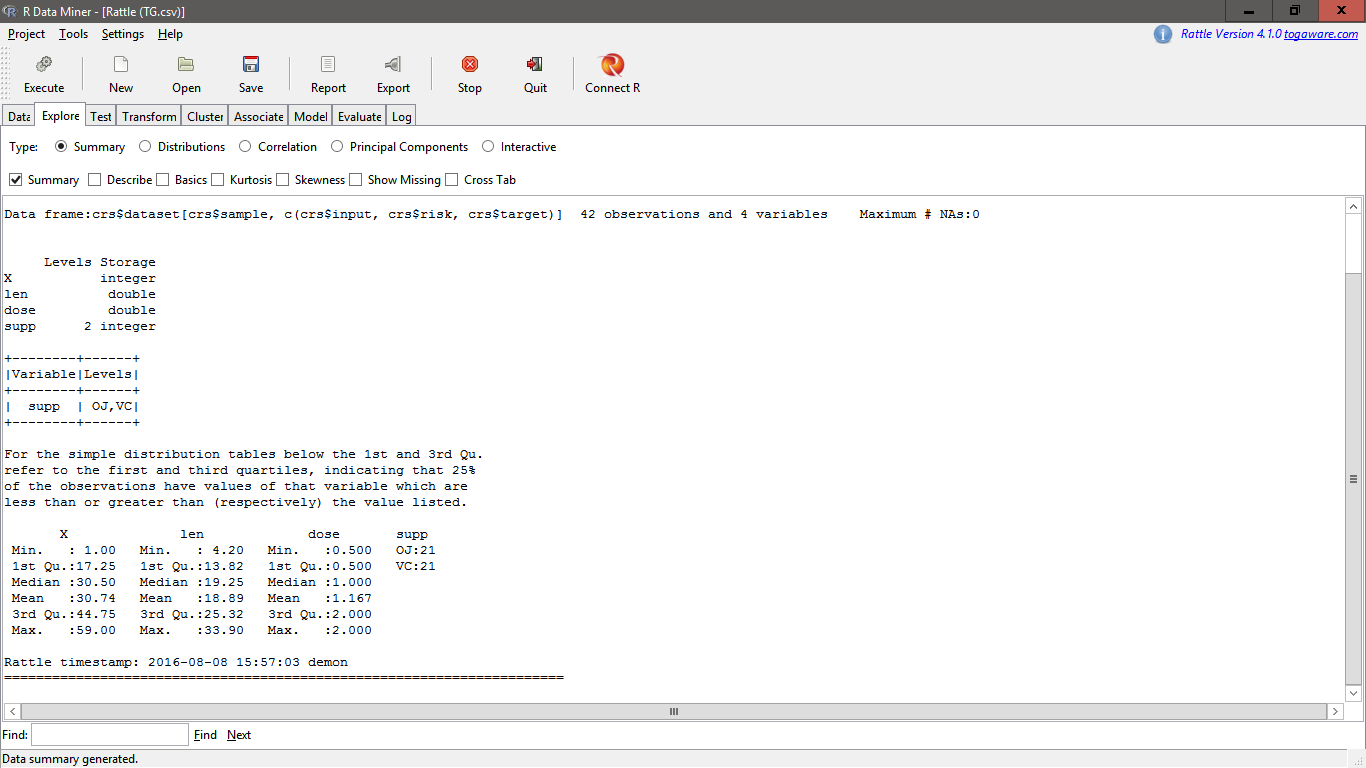 R Data Miner - [Rattle (TG.csv)]
Project Tools Settings Help
Rattle Version 4.1.0 togaware.com
Execute New Open Save Report Export Stop Quit Connect R
Data Explore Test Transform Cluster Associate Model Evaluate Log
Type: Summary Distributions Correlation Principal Components Interactive
Summary Describe Basics Kurtosis Skewness Show Missing Cross Tab
Data frame:crs$dataset[crs$sample, c(crs$input, crs$risk, crs$target)]  42 observations and 4 variables    Maximum # NAs:0
     Levels Storage
X           integer
len          double
dose         double
supp      2 integer
+--------+------+
|Variable|Levels|
+--------+------+
|  supp  | OJ,VC|
+--------+------+
For the simple distribution tables below the 1st and 3rd Qu.
refer to the first and third quartiles, indicating that 25%
of the observations have values of that variable which are
less than or greater than (respectively) the value listed.
       X              len             dose       supp
 Min.   : 1.00   Min.   : 4.20   Min.   :0.500   OJ:21
 1st Qu.:17.25   1st Qu.:13.82   1st Qu.:0.500   VC:21
 Median :30.50   Median :19.25   Median :1.000
 Mean   :30.74   Mean   :18.89   Mean   :1.167
 3rd Qu.:44.75   3rd Qu.:25.32   3rd Qu.:2.000
 Max.   :59.00   Max.   :33.90   Max.   :2.000
Rattle timestamp: 2016-08-08 15:57:03 demon
======================================================================
Find: Find Next
Data summary generated.